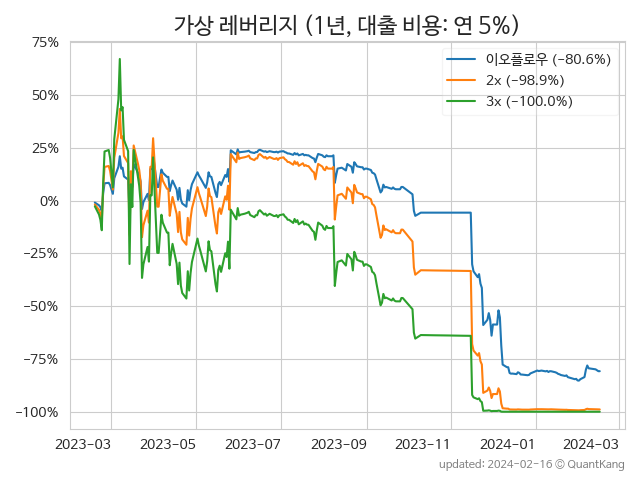 가상 레버리지 (1년, 대출 비용: 연 5%)
이오플로우 (−80.6%)
2x (−98.9%)
3x (−100.0%)
75%
50%
25%
0%
−25%
−50%
−75%
−100%
2023-03 2023-05 2023-07 2023-09 2023-11 2024-01 2024-03
updated: 2024-02-16 © QuantKang